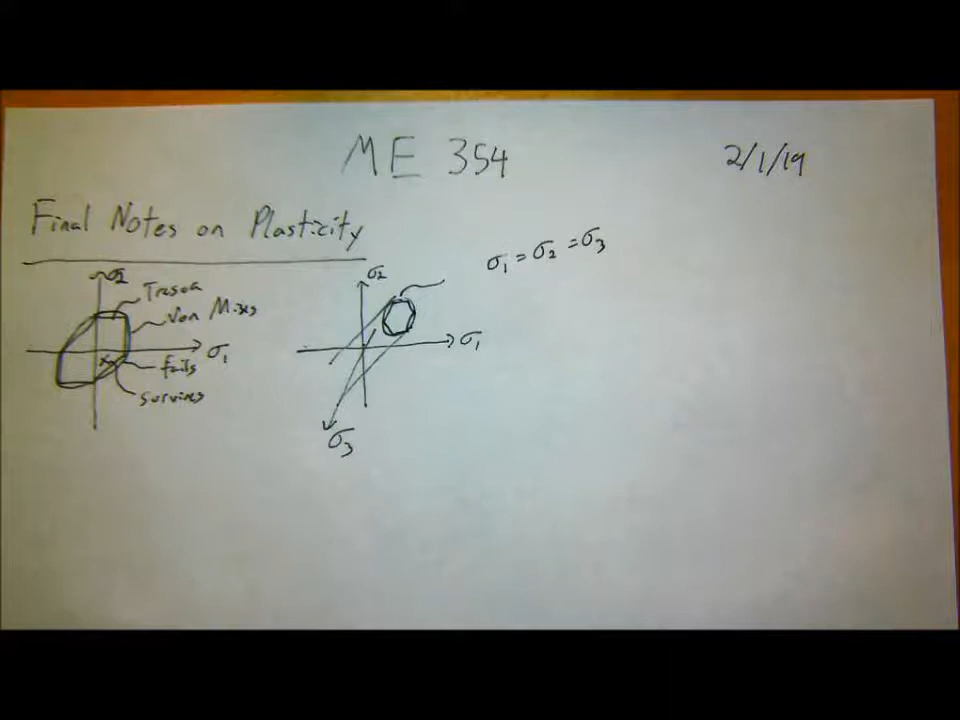 ME 354
2/1/19
Final Notes on Plasticity
σ2
Tresca
Von Mises
σ1
fails
survives
σ2
σ1 = σ2 = σ3
σ1
σ3